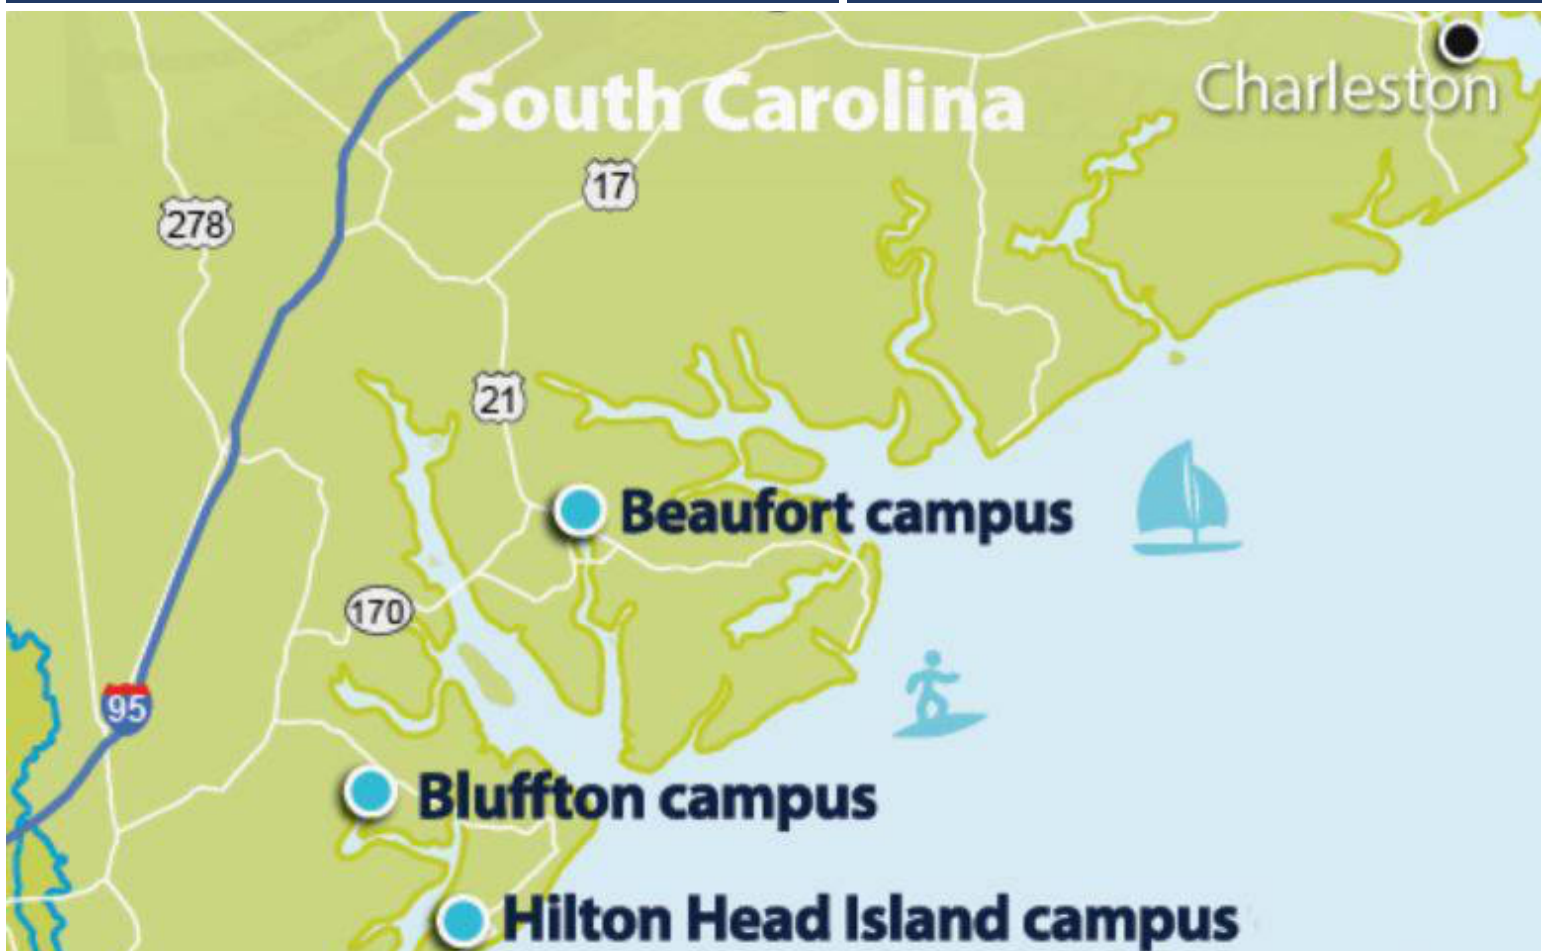 Charleston
South Carolina
17
278
21
Beaufort campus
170
95
Bluffton campus
Hilton Head Island campus